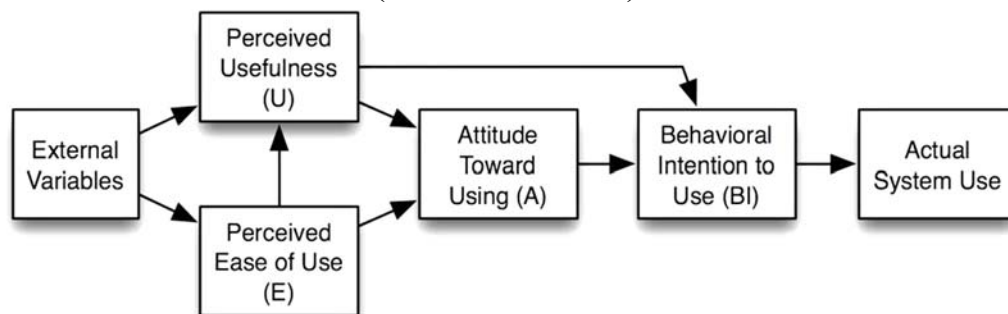 Perceived
Usefulness
(U)
External
Variables
Perceived
Ease of Use
(E)
Attitude
Toward
Using (A)
Behavioral
Intention to
Use (BI)
Actual
System Use